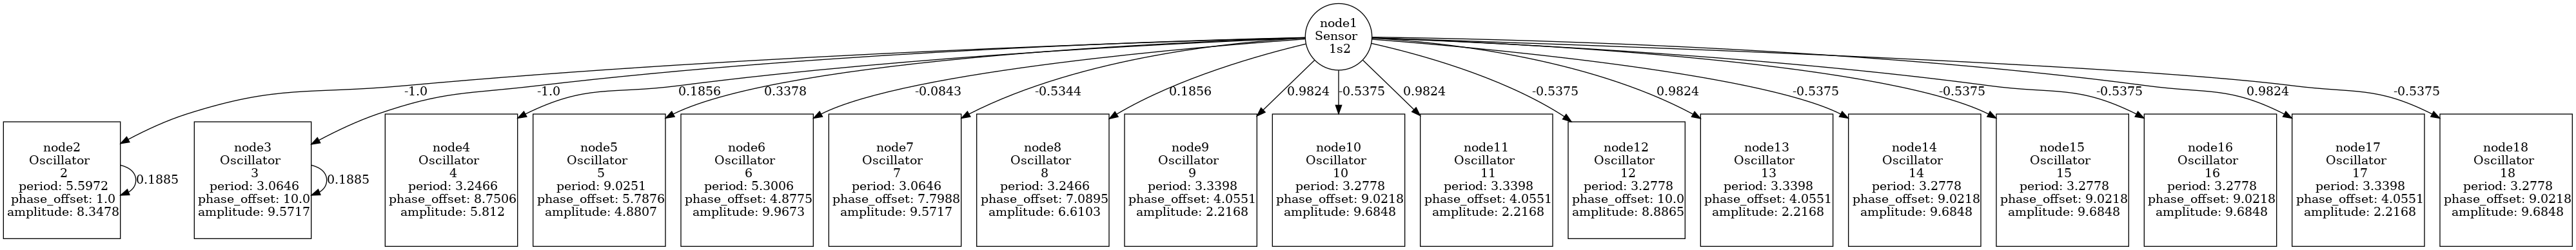 node1
Sensor
1s2
-1.0
-1.0
0.1856
0.3378
-0.0843
-0.5344
0.1856
0.9824
-0.5375
0.9824
-0.5375
0.9824
-0.5375
-0.5375
-0.5375
0.9824
-0.5375
node2
Oscillator
2
period: 5.5972
phase_offset: 1.0
amplitude: 8.3478
0.1885
node3
Oscillator
3
period: 3.0646
phase_offset: 10.0
amplitude: 9.5717
0.1885
node4
Oscillator
4
period: 3.2466
phase_offset: 8.7506
amplitude: 5.812
node5
Oscillator
5
period: 9.0251
phase_offset: 5.7876
amplitude: 4.8807
node6
Oscillator
6
period: 5.3006
phase_offset: 4.8775
amplitude: 9.9673
node7
Oscillator
7
period: 3.0646
phase_offset: 7.7988
amplitude: 9.5717
node8
Oscillator
8
period: 3.2466
phase_offset: 7.0895
amplitude: 6.6103
node9
Oscillator
9
period: 3.3398
phase_offset: 4.0551
amplitude: 2.2168
node10
Oscillator
10
period: 3.2778
phase_offset: 9.0218
amplitude: 9.6848
node11
Oscillator
11
period: 3.3398
phase_offset: 4.0551
amplitude: 2.2168
node12
Oscillator
12
period: 3.2778
phase_offset: 10.0
amplitude: 8.8865
node13
Oscillator
13
period: 3.3398
phase_offset: 4.0551
amplitude: 2.2168
node14
Oscillator
14
period: 3.2778
phase_offset: 9.0218
amplitude: 9.6848
node15
Oscillator
15
period: 3.2778
phase_offset: 9.0218
amplitude: 9.6848
node16
Oscillator
16
period: 3.2778
phase_offset: 9.0218
amplitude: 9.6848
node17
Oscillator
17
period: 3.3398
phase_offset: 4.0551
amplitude: 2.2168
node18
Oscillator
18
period: 3.2778
phase_offset: 9.0218
amplitude: 9.6848